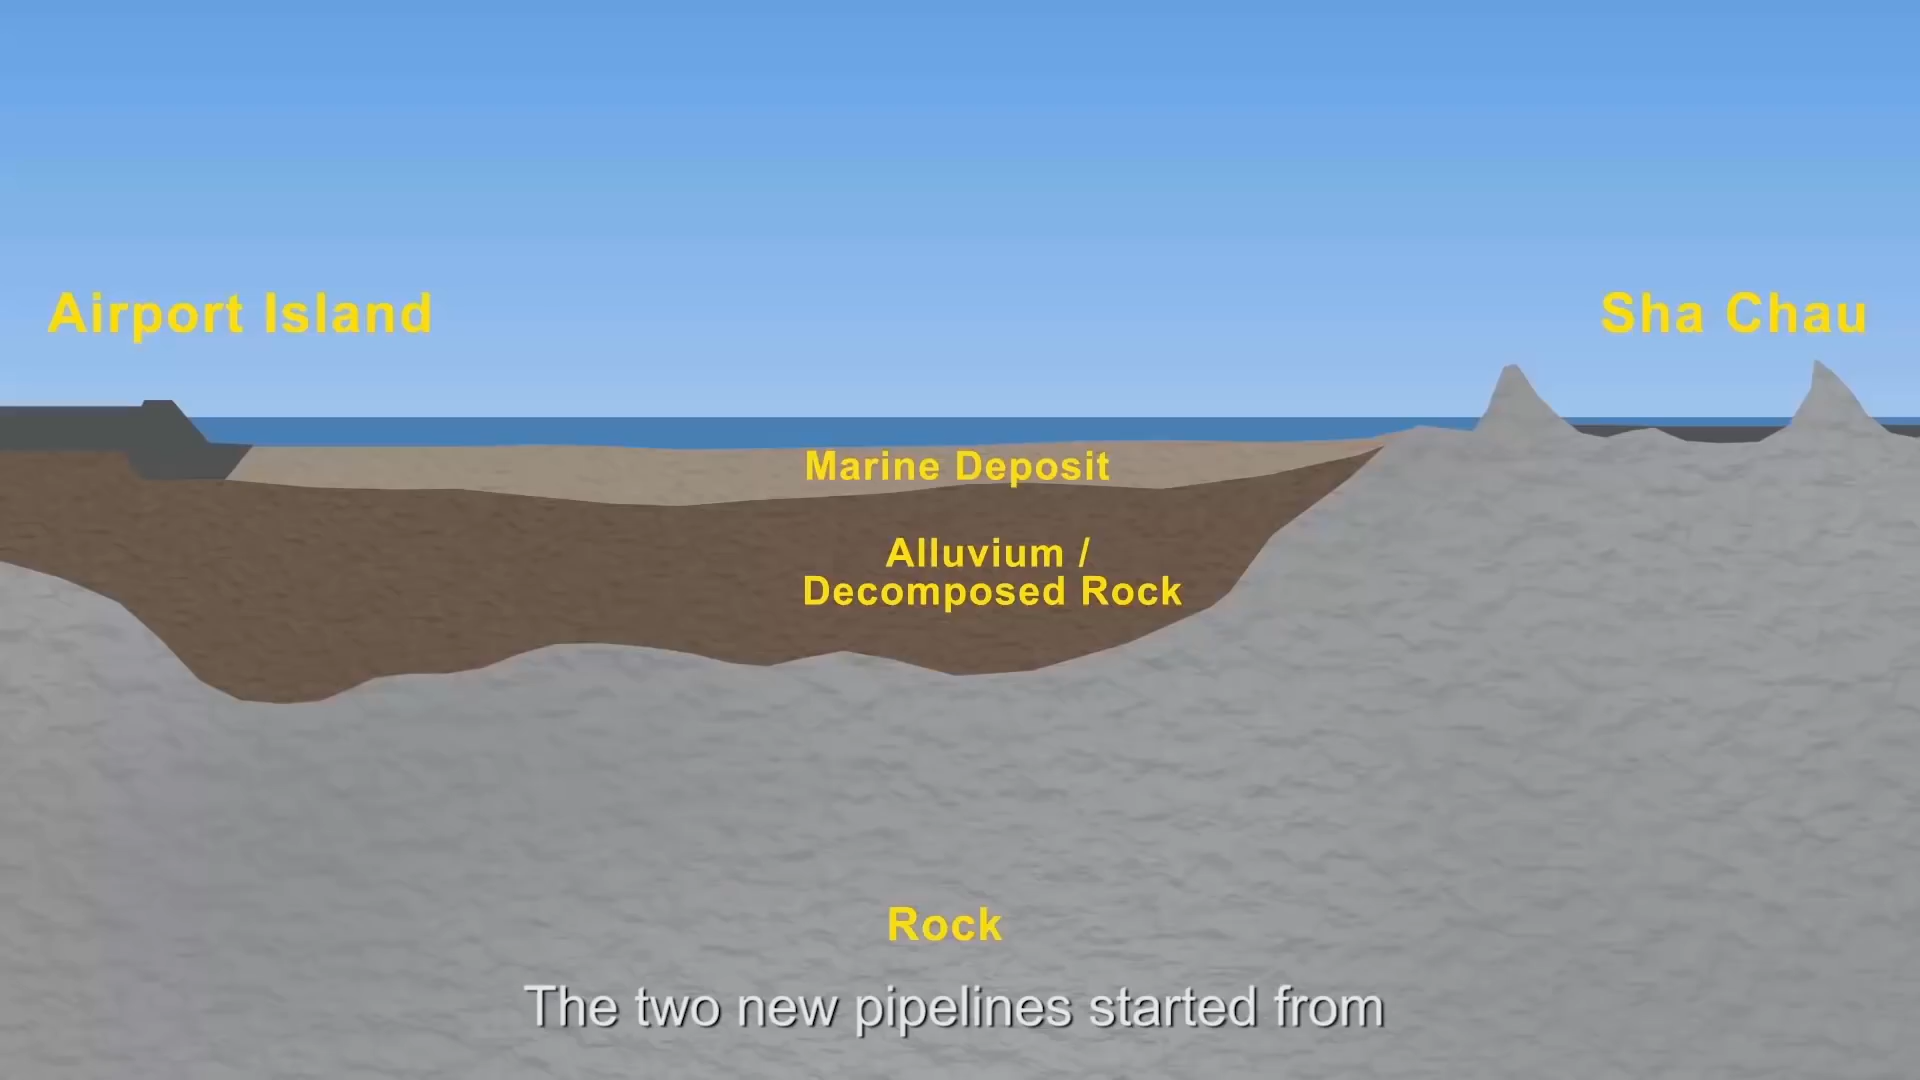 Airport Island
Sha Chau
Marine Deposit
Alluvium /
Decomposed Rock
Rock
The two new pipelines started from